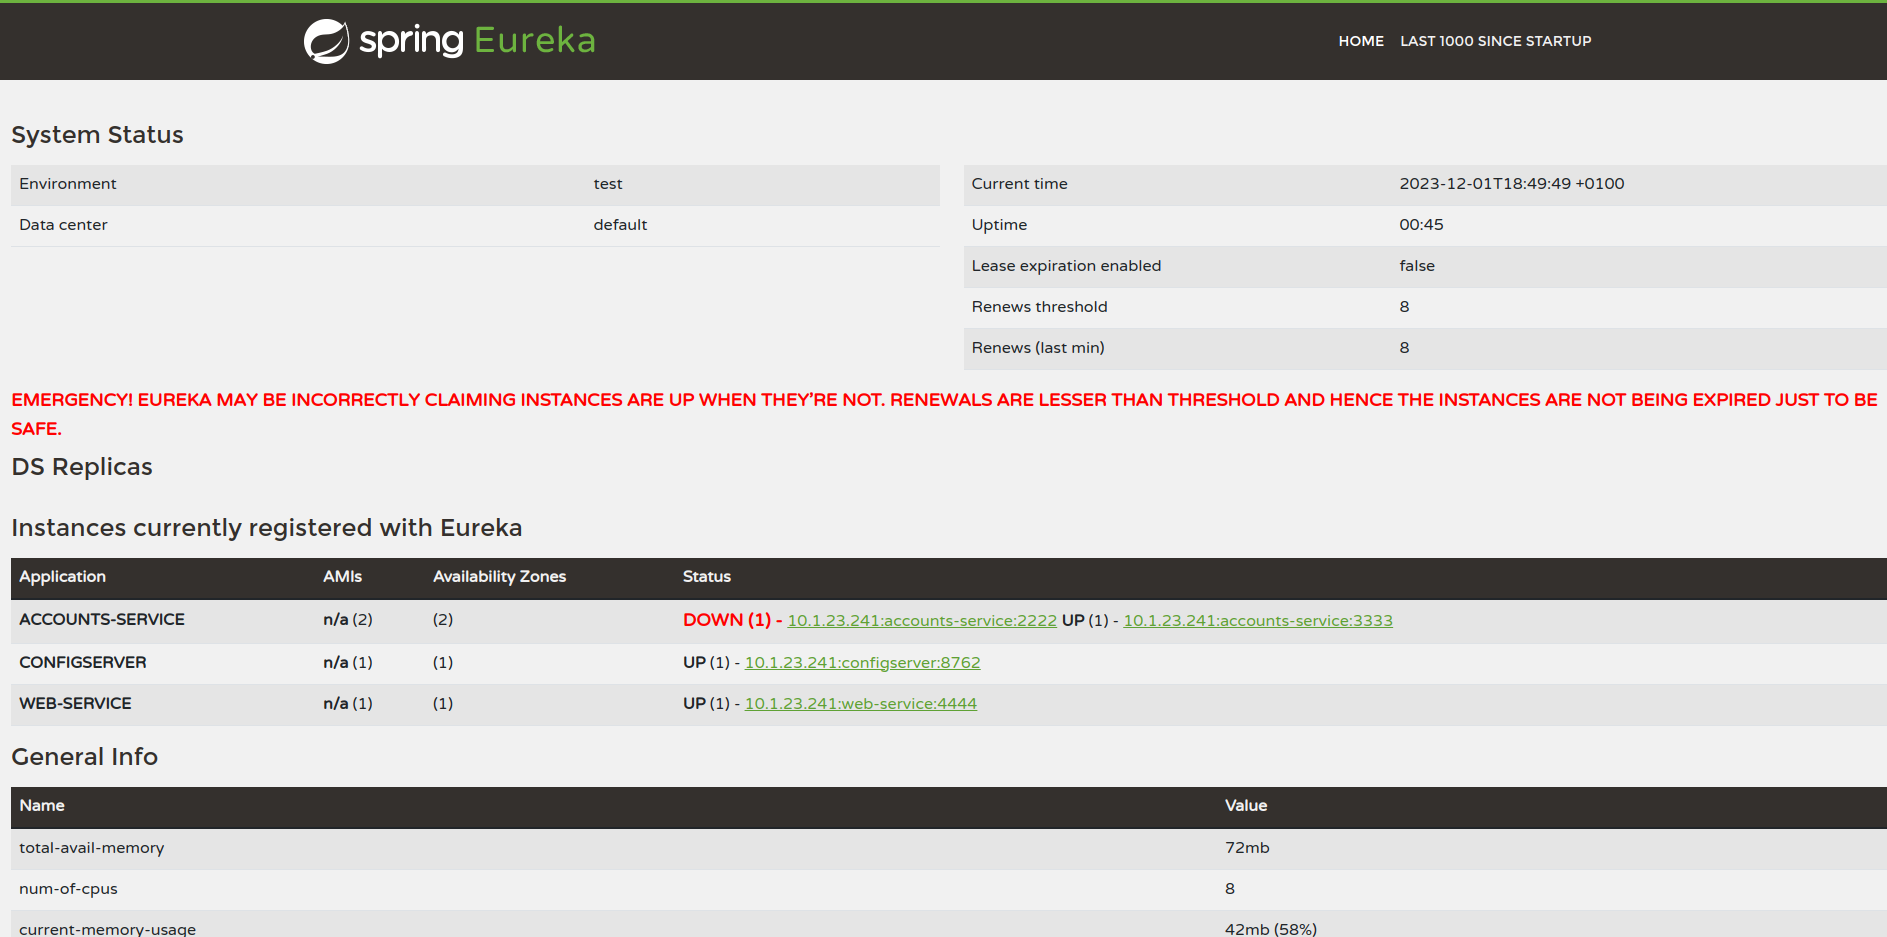 spring Eureka
HOME LAST 1000 SINCE STARTUP
System Status
Environment test
Data center default
Current time 2023-12-01T18:49:49 +0100
Uptime 00:45
Lease expiration enabled false
Renews threshold 8
Renews (last min) 8
EMERGENCY! EUREKA MAY BE INCORRECTLY CLAIMING INSTANCES ARE UP WHEN THEY'RE NOT. RENEWALS ARE LESSER THAN THRESHOLD AND HENCE THE INSTANCES ARE NOT BEING EXPIRED JUST TO BE
SAFE.
DS Replicas
Instances currently registered with Eureka
Application AMIs Availability Zones Status
ACCOUNTS-SERVICE n/a (2) (2) DOWN (1) - 10.1.23.241:accounts-service:2222 UP (1) - 10.1.23.241:accounts-service:3333
CONFIGSERVER n/a (1) (1) UP (1) - 10.1.23.241:configserver:8762
WEB-SERVICE n/a (1) (1) UP (1) - 10.1.23.241:web-service:4444
General Info
Name Value
total-avail-memory 72mb
num-of-cpus 8
current-memory-usage 42mb (58%)